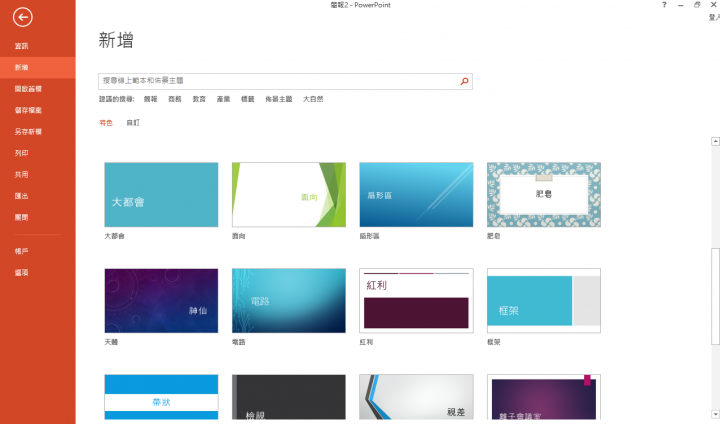 簡報2 - PowerPoint
?
登入
資訊
新增
開啟舊檔
儲存檔案
另存新檔
列印
共用
匯出
關閉
帳戶
選項
新增
搜尋線上範本和佈景主題
建議的搜尋: 簡報 商務 教育 產業 標籤 佈景主題 大自然
特色 自訂
大都會 面向 扇形區 肥皂
大都會 面向 扇形區 肥皂
神仙 電路 紅利 框架
天體 電路 紅利 框架
帶狀 檢視 視差 離子會議室